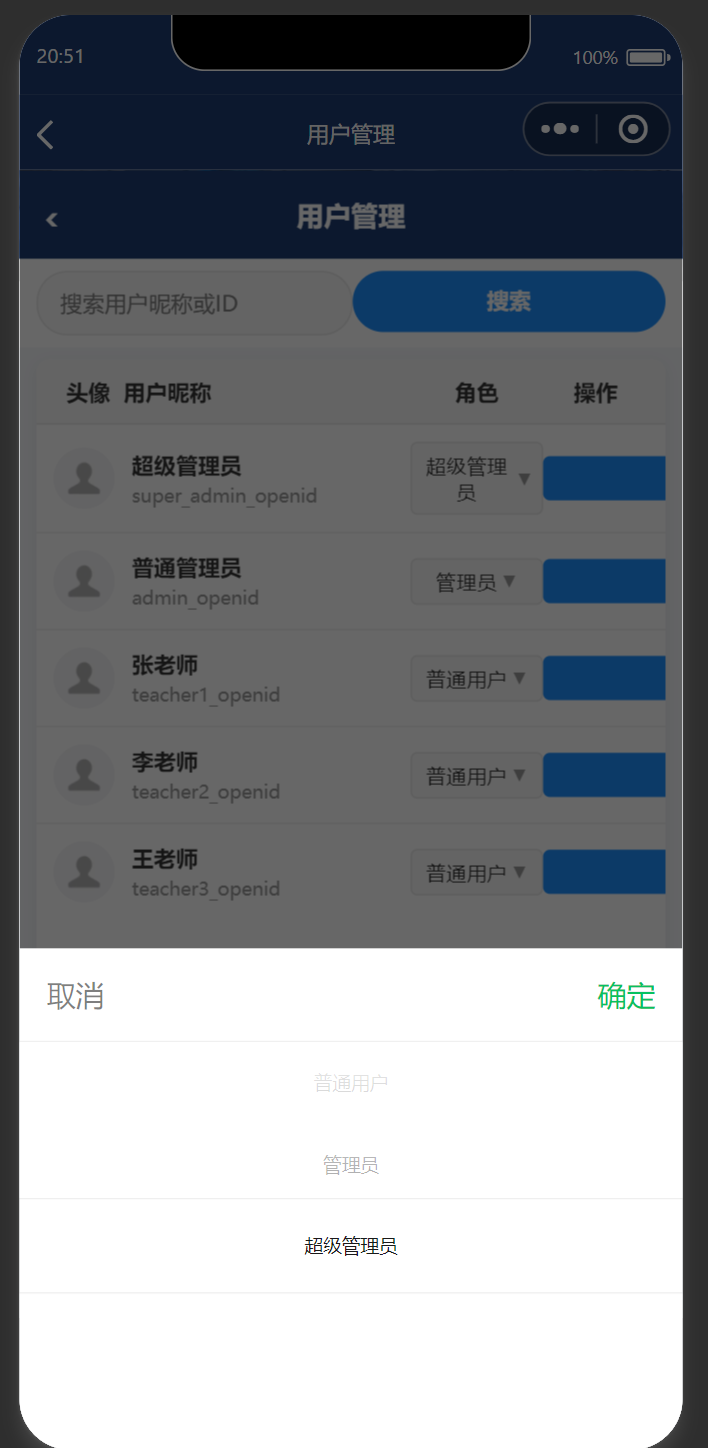 20:51
100%
用户管理
用户管理
搜索用户昵称或ID
搜索
头像 用户昵称 角色 操作
超级管理员
super_admin_openid
超级管理
员
普通管理员
admin_openid
管理员
张老师
teacher1_openid
普通用户
李老师
teacher2_openid
普通用户
王老师
teacher3_openid
普通用户
取消 确定
普通用户
管理员
超级管理员